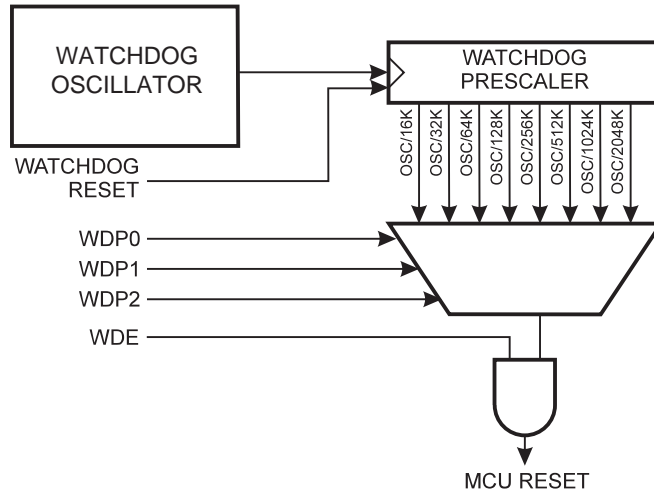 WATCHDOG
OSCILLATOR
WATCHDOG
PRESCALER
OSC/16K
OSC/32K
OSC/64K
OSC/128K
OSC/256K
OSC/512K
OSC/1024K
OSC/2048K
WATCHDOG
RESET
WDP0
WDP1
WDP2
WDE
MCU RESET